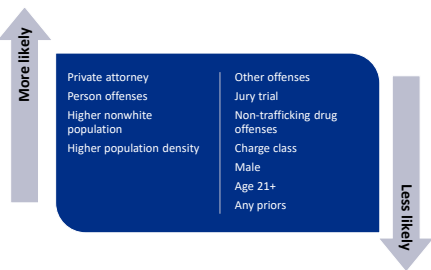 More likely
Private attorney
Person offenses
Higher nonwhite
population
Higher population density
Other offenses
Jury trial
Non-trafficking drug
offenses
Charge class
Male
Age 21+
Any priors
Less likely